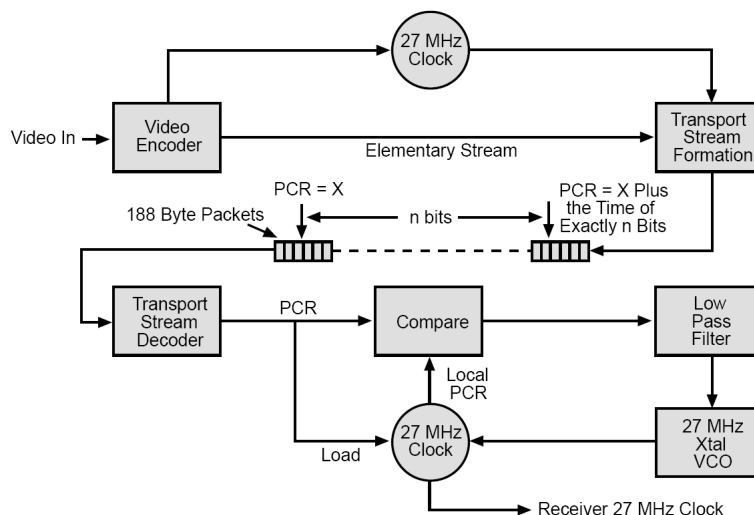 27 MHz
Clock
Video In
Video
Encoder
Elementary Stream
Transport
Stream
Formation
PCR = X
188 Byte Packets
n bits
PCR = X Plus
the Time of
Exactly n Bits
Transport
Stream
Decoder
PCR
Compare
Low
Pass
Filter
Local
PCR
Load
27 MHz
Clock
27 MHz
Xtal
VCO
Receiver 27 MHz Clock